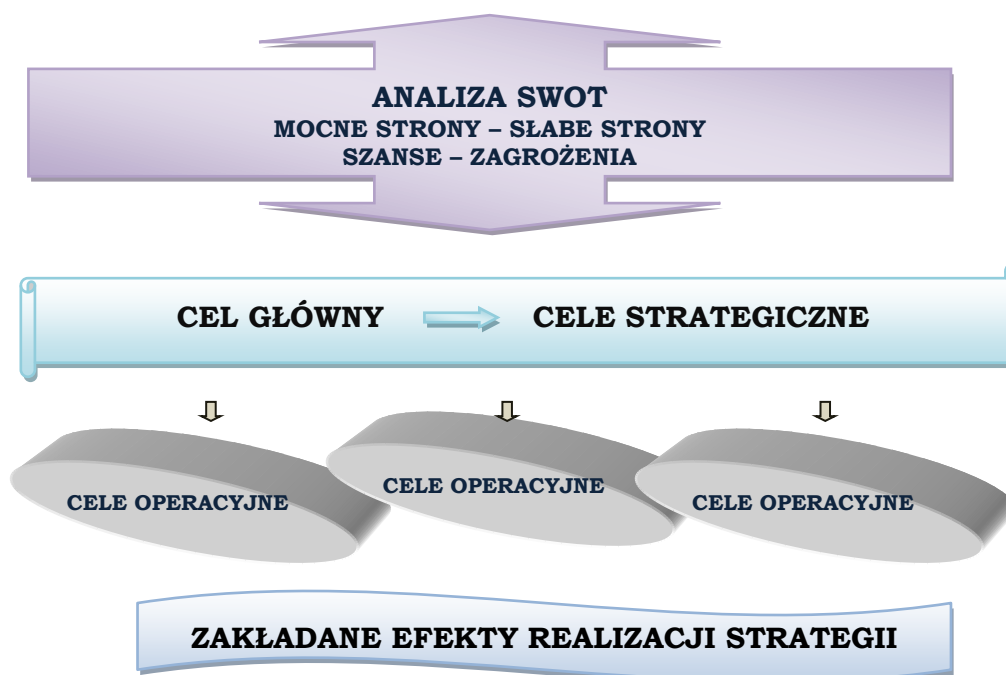 ANALIZA SWOT
MOCNE STRONY – SŁABE STRONY
SZANSE – ZAGROŻENIA
CEL GŁÓWNY
CELE STRATEGICZNE
CELE OPERACYJNE
CELE OPERACYJNE
CELE OPERACYJNE
ZAKŁADANE EFEKTY REALIZACJI STRATEGII